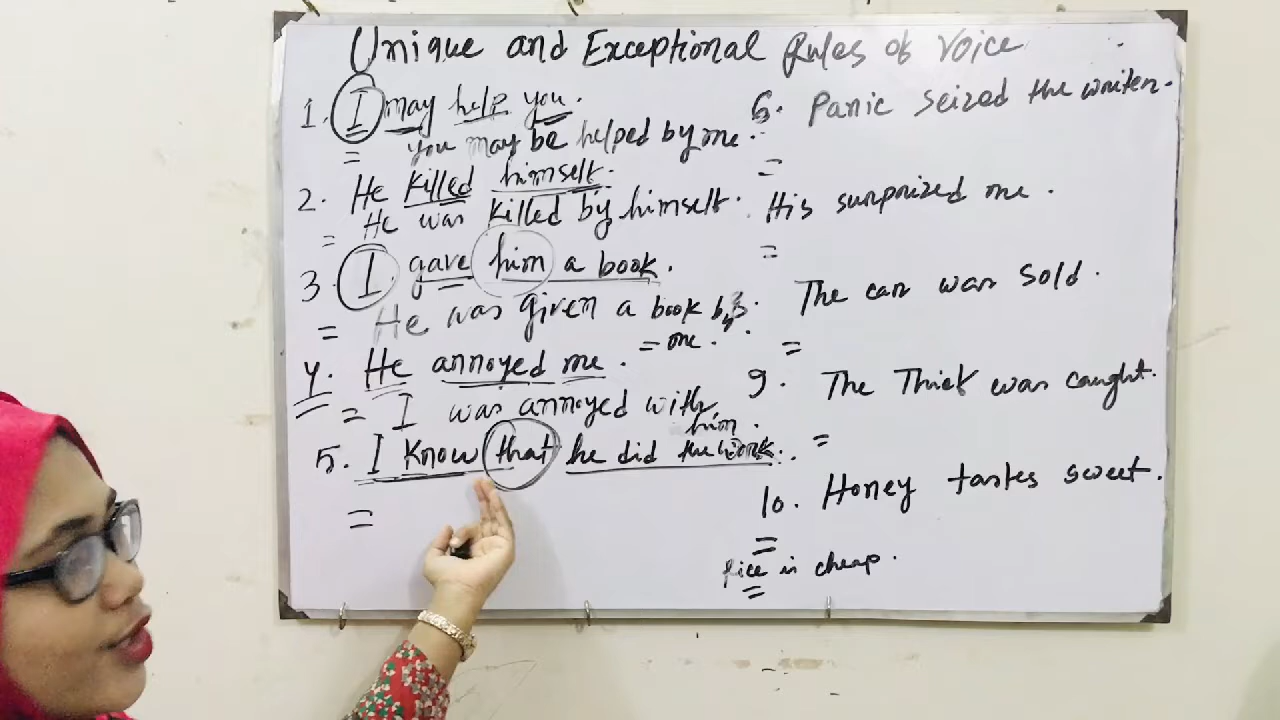 Unique and Exceptional Rules of Voice
1. I may help you.
= you may be helped by me.
2. He killed himself.
= He was killed by himself.
3. I gave him a book.
= He was given a book by
= me.
4. He annoyed me.
= I was annoyed with
him.
5. I know that he did the work.
=
6. Panic seized the writer.
=
His surprized me.
=
The car was sold.
=
9. The Thief was caught.
=
10. Honey tastes sweet.
=
Rice is cheap.
=